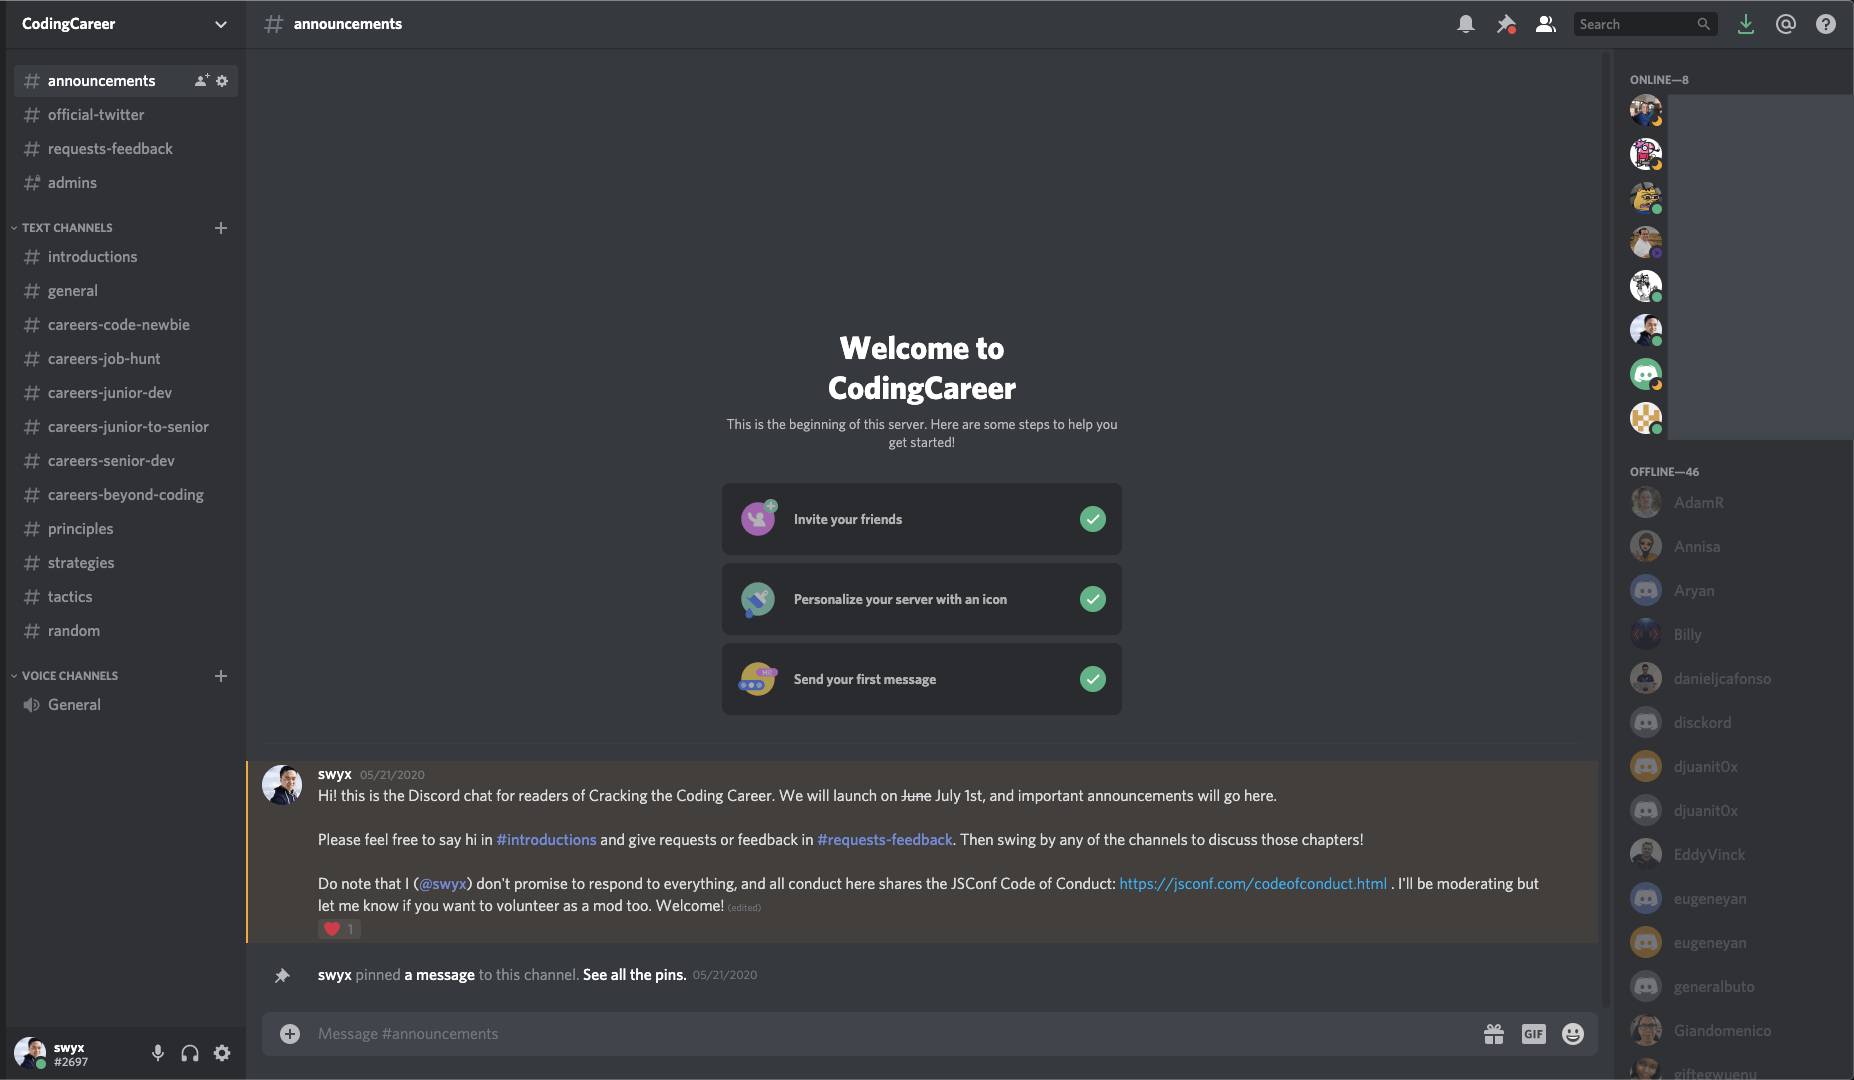 CodingCareer
announcements
Search
announcements
official-twitter
requests-feedback
admins
TEXT CHANNELS
introductions
general
careers-code-newbie
careers-job-hunt
careers-junior-dev
careers-junior-to-senior
careers-senior-dev
careers-beyond-coding
principles
strategies
tactics
random
VOICE CHANNELS
General
swyx
#2697
Welcome to
CodingCareer
This is the beginning of this server. Here are some steps to help you
get started!
Invite your friends
Personalize your server with an icon
Send your first message
swyx 05/21/2020
Hi! this is the Discord chat for readers of Cracking the Coding Career. We will launch on June July 1st, and important announcements will go here.
Please feel free to say hi in #introductions and give requests or feedback in #requests-feedback. Then swing by any of the channels to discuss those chapters!
Do note that I (@swyx) don't promise to respond to everything, and all conduct here shares the JSConf Code of Conduct: https://jsconf.com/codeofconduct.html . I'll be moderating but
let me know if you want to volunteer as a mod too. Welcome! (edited)
1
swyx pinned a message to this channel. See all the pins. 05/21/2020
Message #announcements
GIF
ONLINE—8
OFFLINE—46
AdamR
Annisa
Aryan
Billy
danieljcafonso
disckord
djuanit0x
djuanit0x
EddyVinck
eugeneyan
eugeneyan
generalbuto
Giandomenico
giftegwuenu